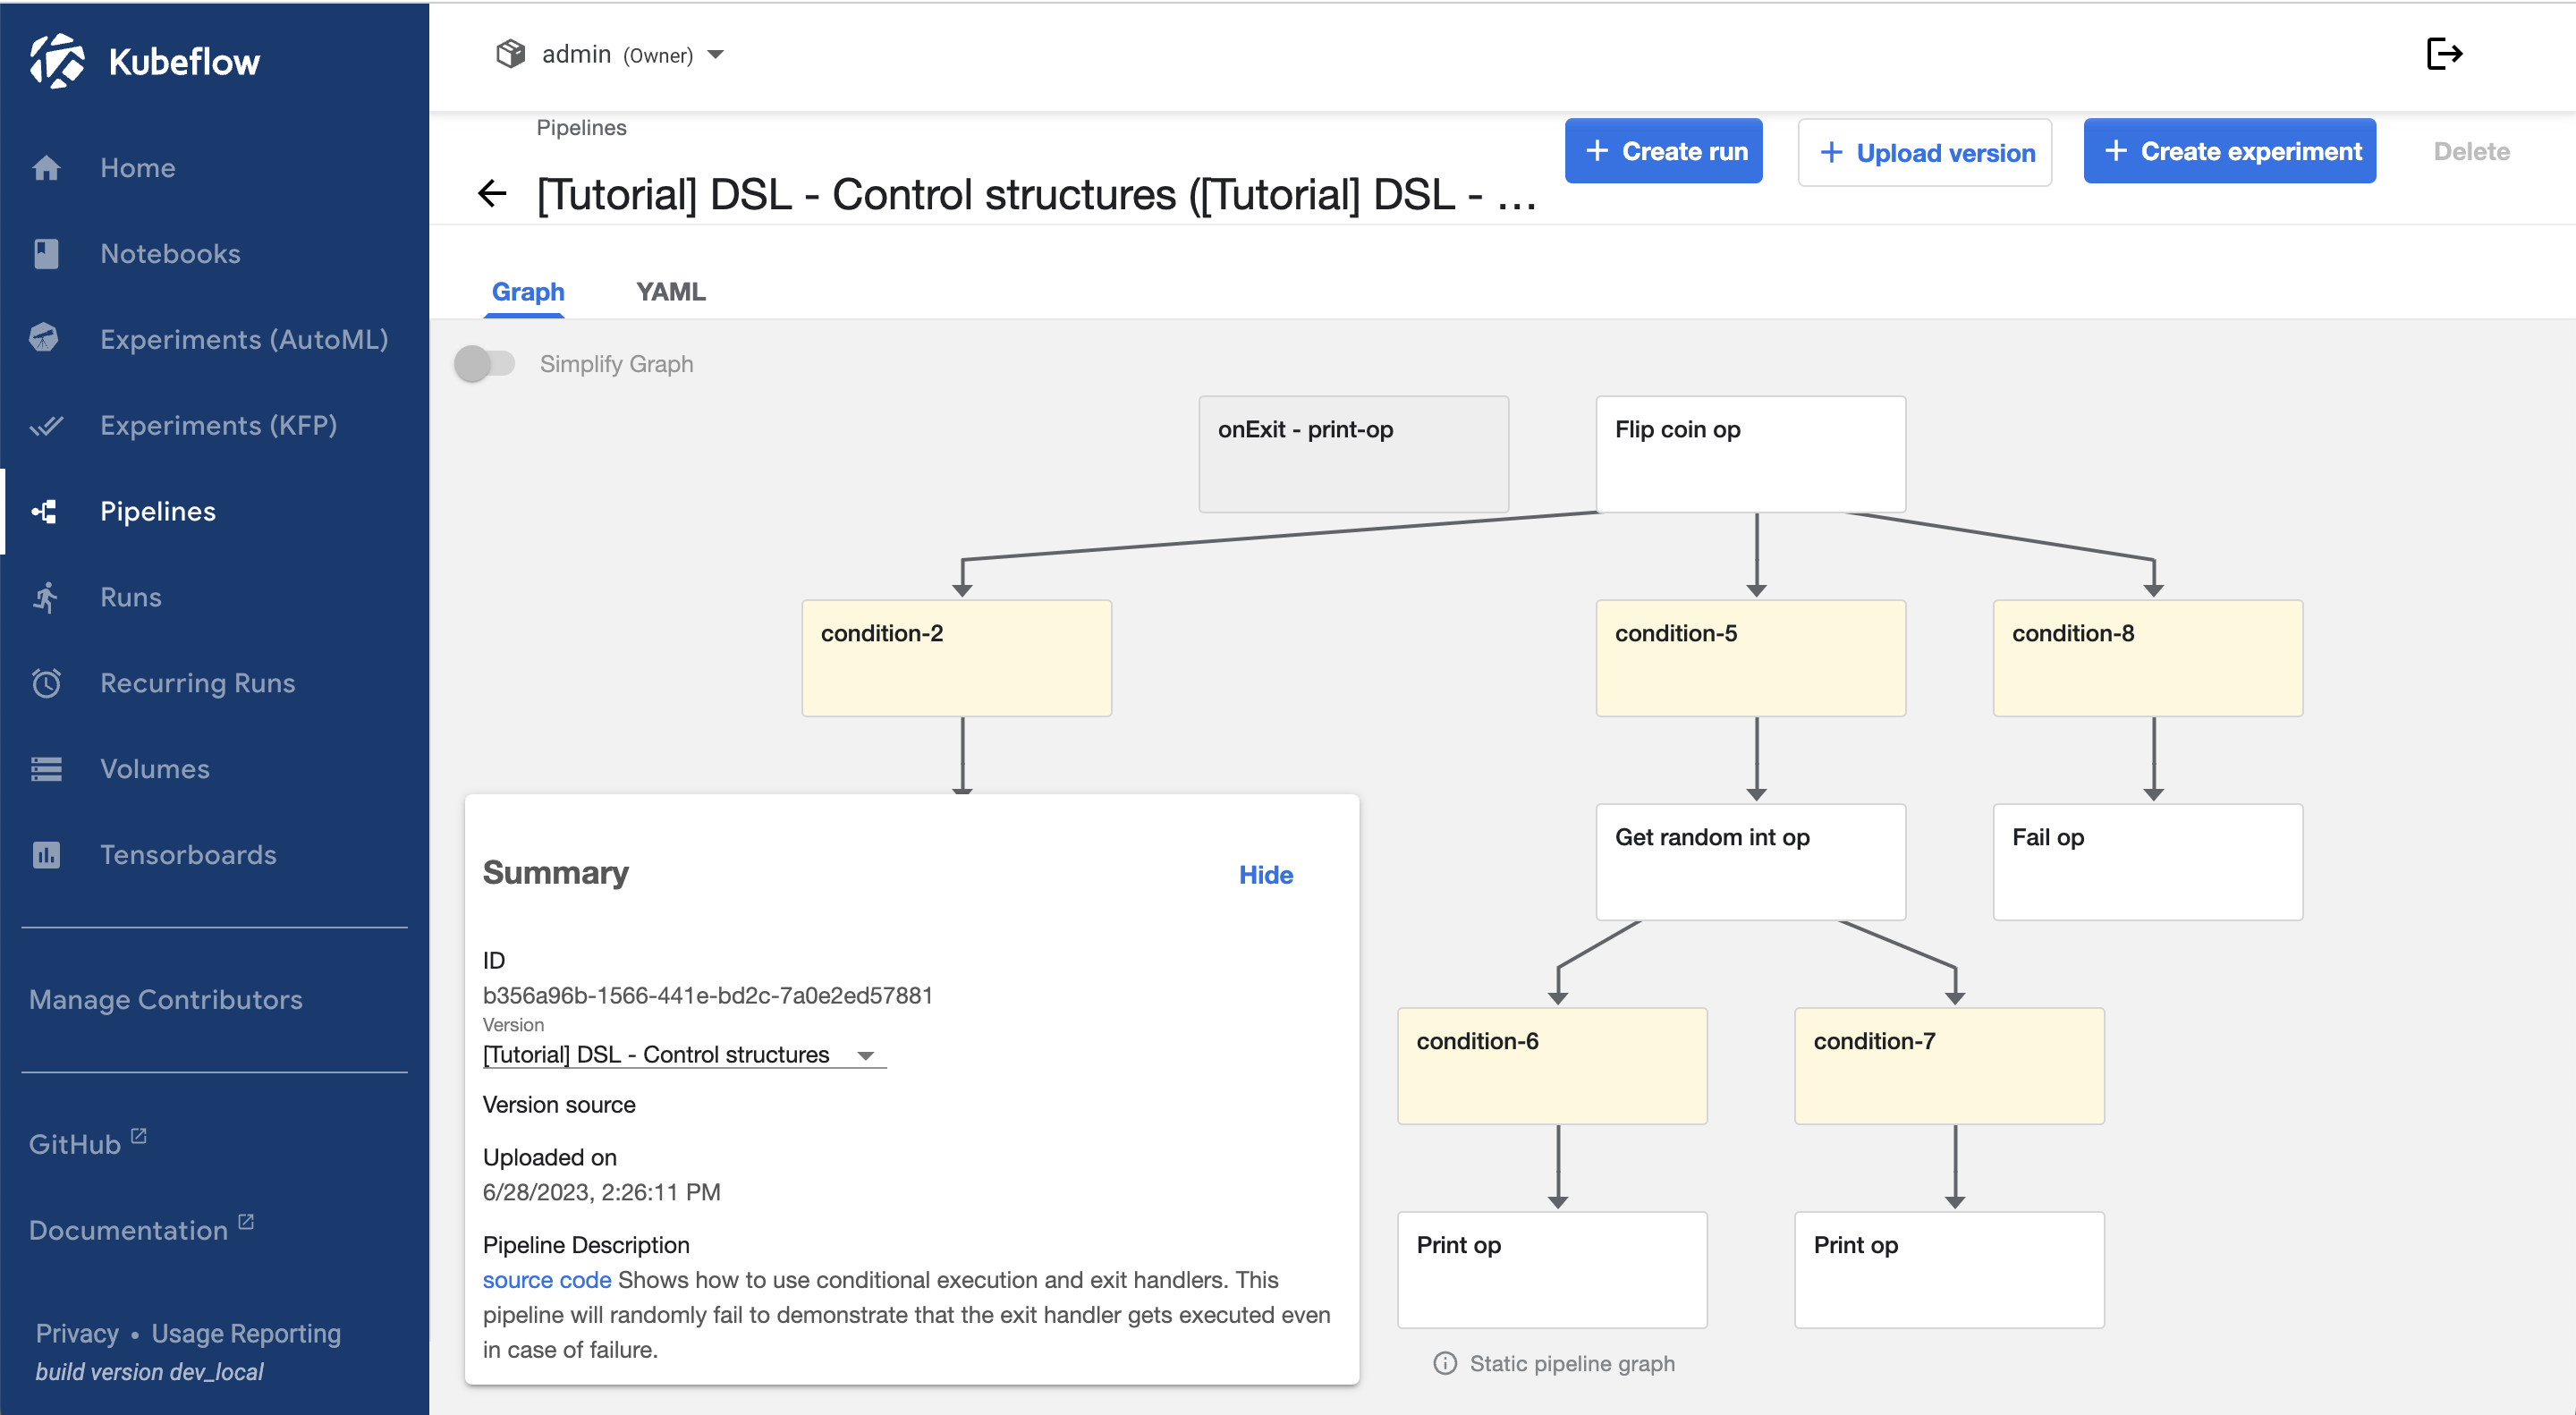 Kubeflow
Home
Notebooks
Experiments (AutoML)
Experiments (KFP)
Pipelines
Runs
Recurring Runs
Volumes
Tensorboards
Manage Contributors
GitHub
Documentation
Privacy • Usage Reporting
build version dev_local
admin (Owner)
Pipelines
[Tutorial] DSL - Control structures ([Tutorial] DSL - ...
+ Create run
+ Upload version
+ Create experiment
Delete
Graph
YAML
Simplify Graph
onExit - print-op
Flip coin op
condition-2
condition-5
condition-8
Get random int op
Fail op
condition-6
condition-7
Print op
Print op
Static pipeline graph
Summary
Hide
ID
b356a96b-1566-441e-bd2c-7a0e2ed57881
Version
[Tutorial] DSL - Control structures
Version source
Uploaded on
6/28/2023, 2:26:11 PM
Pipeline Description
source code Shows how to use conditional execution and exit handlers. This
pipeline will randomly fail to demonstrate that the exit handler gets executed even
in case of failure.